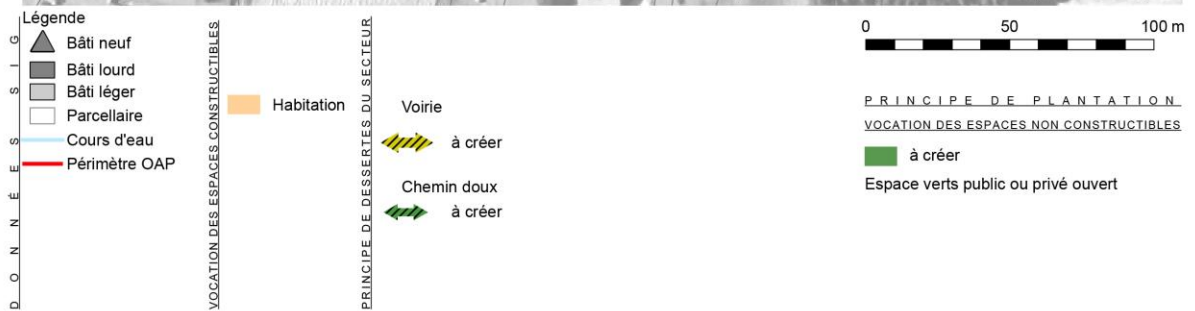 Légende
DONNÉES SIG
Bâti neuf
Bâti lourd
Bâti léger
Parcellaire
Cours d'eau
Périmètre OAP
VOCATION DES ESPACES CONSTRUCTIBLES
Habitation
PRINCIPE DE DESSERTES DU SECTEUR
Voirie
à créer
Chemin doux
à créer
0 50 100 m
PRINCIPE DE PLANTATION
VOCATION DES ESPACES NON CONSTRUCTIBLES
à créer
Espace verts public ou privé ouvert